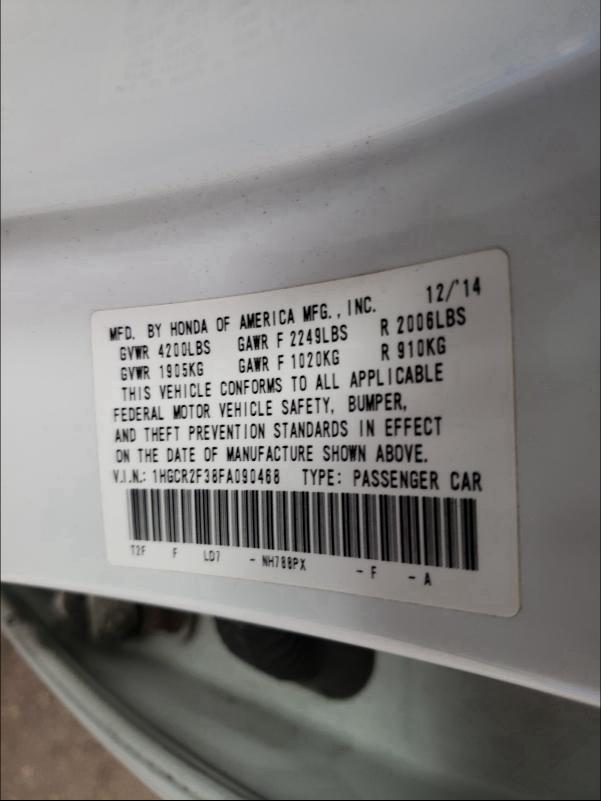 MFD. BY HONDA OF AMERICA MFG., INC. 12/'14
GVWR 4200LBS GAWR F 2249LBS R 2006LBS
GVWR 1905KG GAWR F 1020KG R 910KG
THIS VEHICLE CONFORMS TO ALL APPLICABLE
FEDERAL MOTOR VEHICLE SAFETY, BUMPER,
AND THEFT PREVENTION STANDARDS IN EFFECT
ON THE DATE OF MANUFACTURE SHOWN ABOVE.
V.I.N.: 1HGCR2F38FA090468 TYPE: PASSENGER CAR
T2F F LD7 - NH788PX - F - A